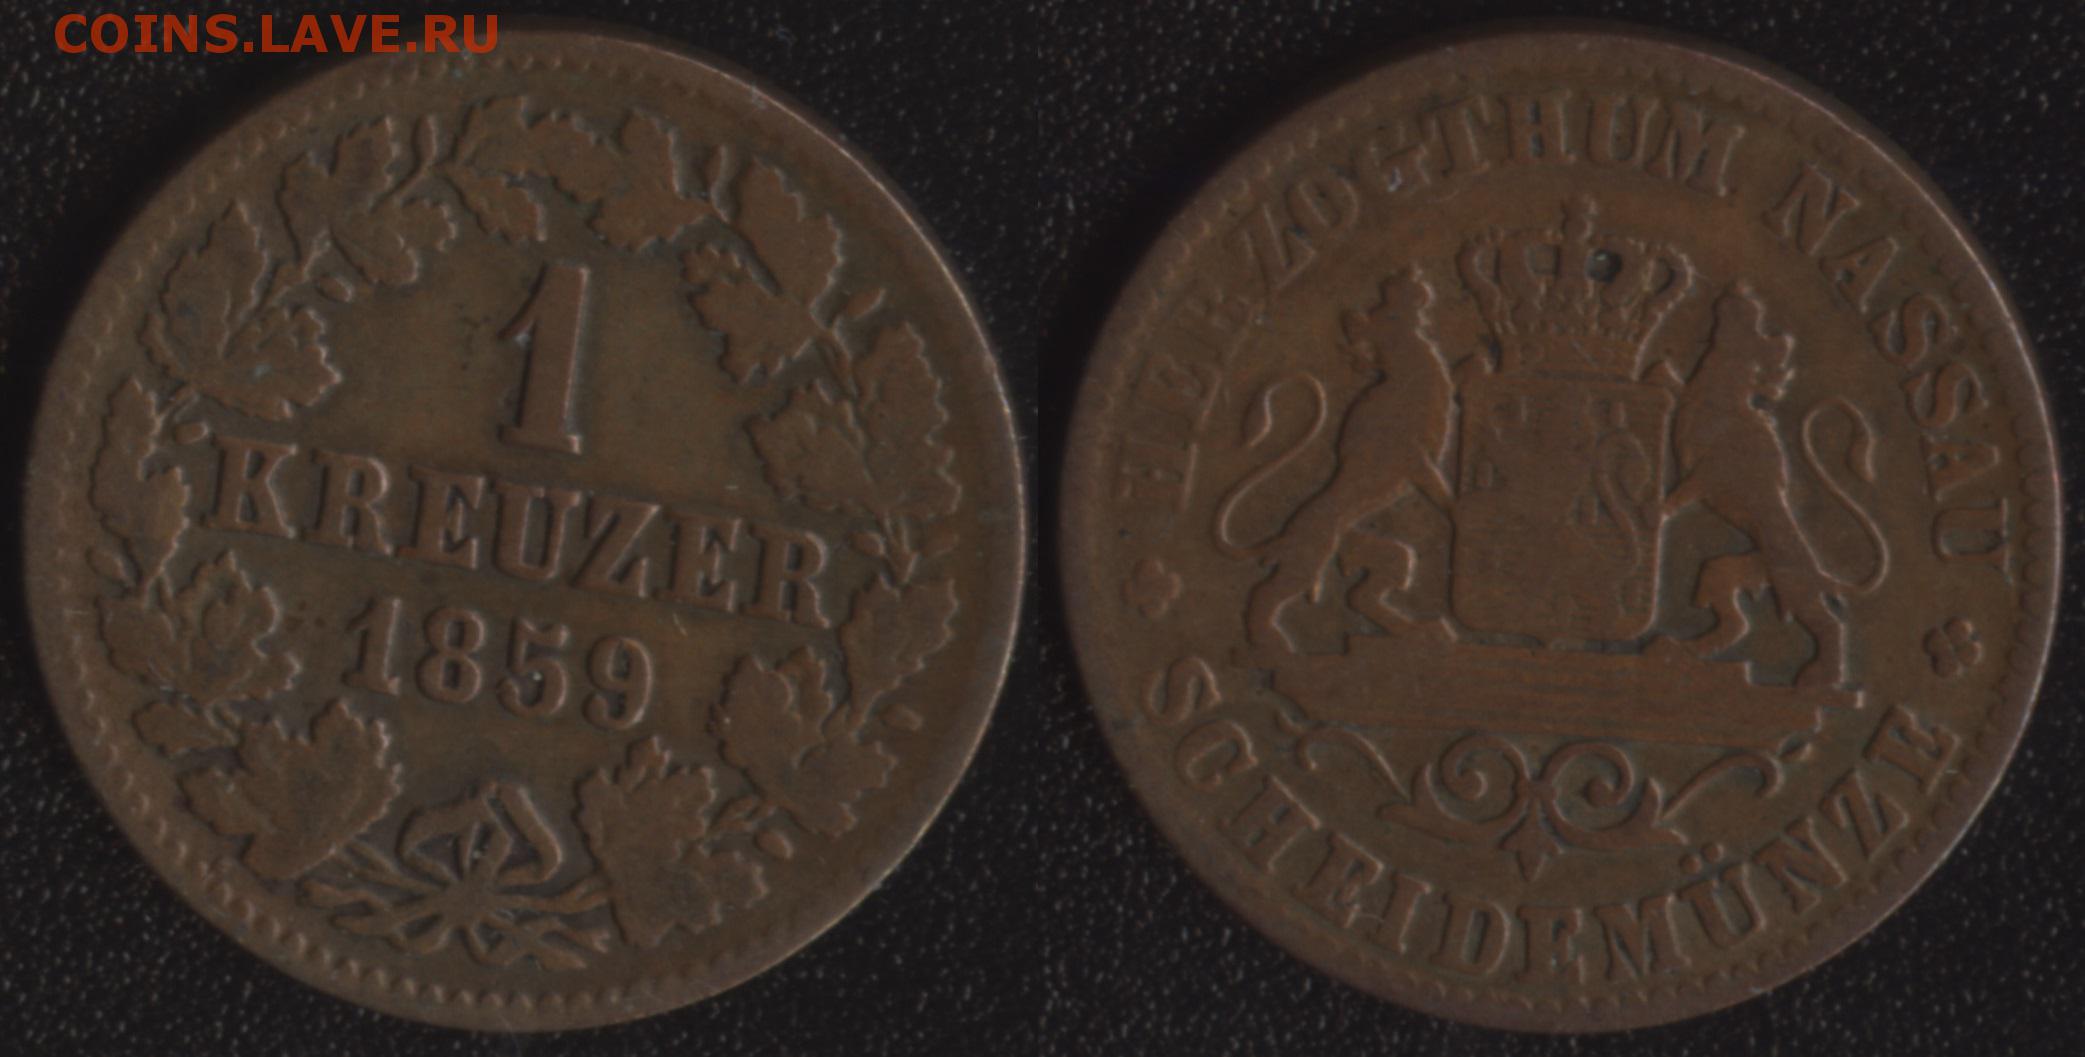 COINS.LAVE.RU
1
KREUZER
1859
HERZOGTHUM NASSAU
SCHEIDEMÜNZE